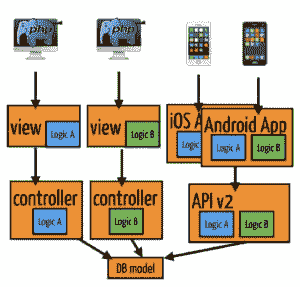 php
php
view
Logic A
view
Logic B
iOS A
Logic
Android App
Logic A
Logic B
controller
Logic A
controller
Logic B
API v2
Logic A
Logic B
DB model